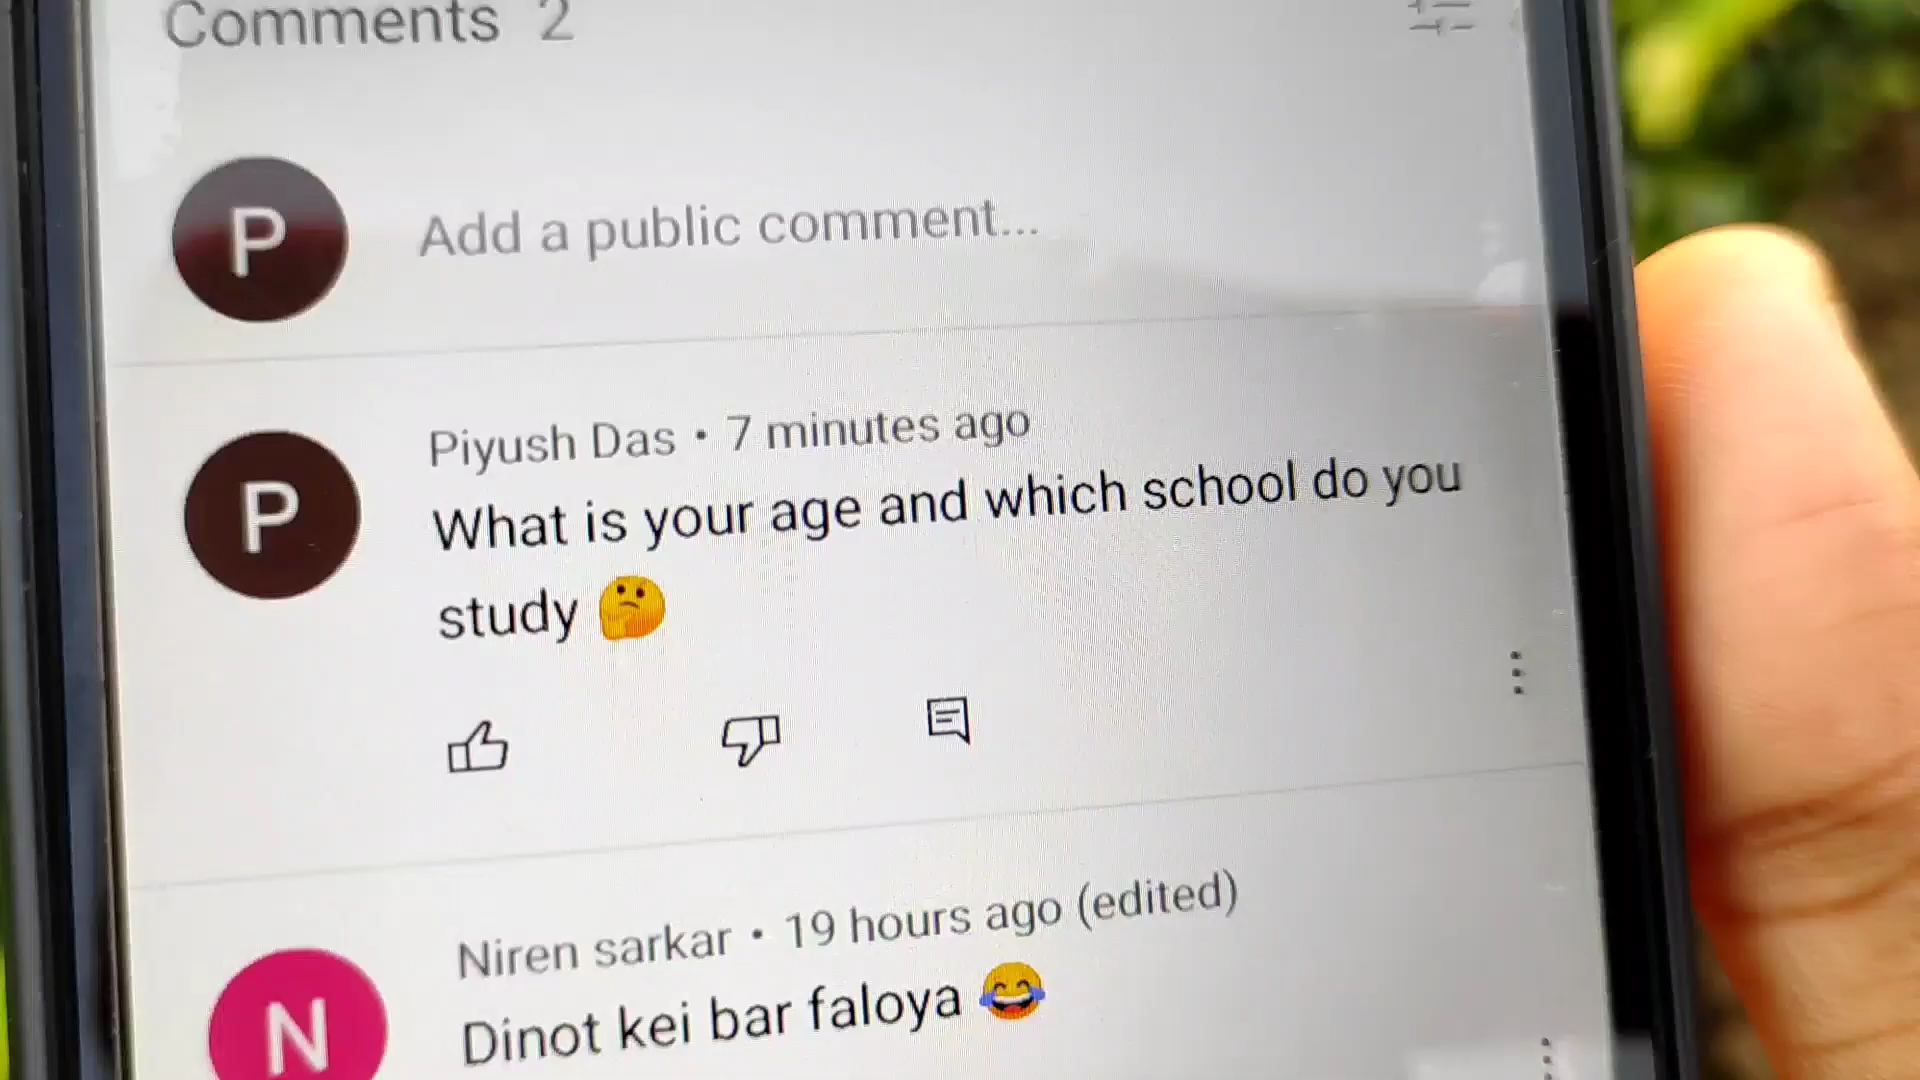 Comments 2
P
Add a public comment...
P
Piyush Das • 7 minutes ago
What is your age and which school do you
study 🤔
N
Niren sarkar • 19 hours ago (edited)
Dinot kei bar faloya 😂